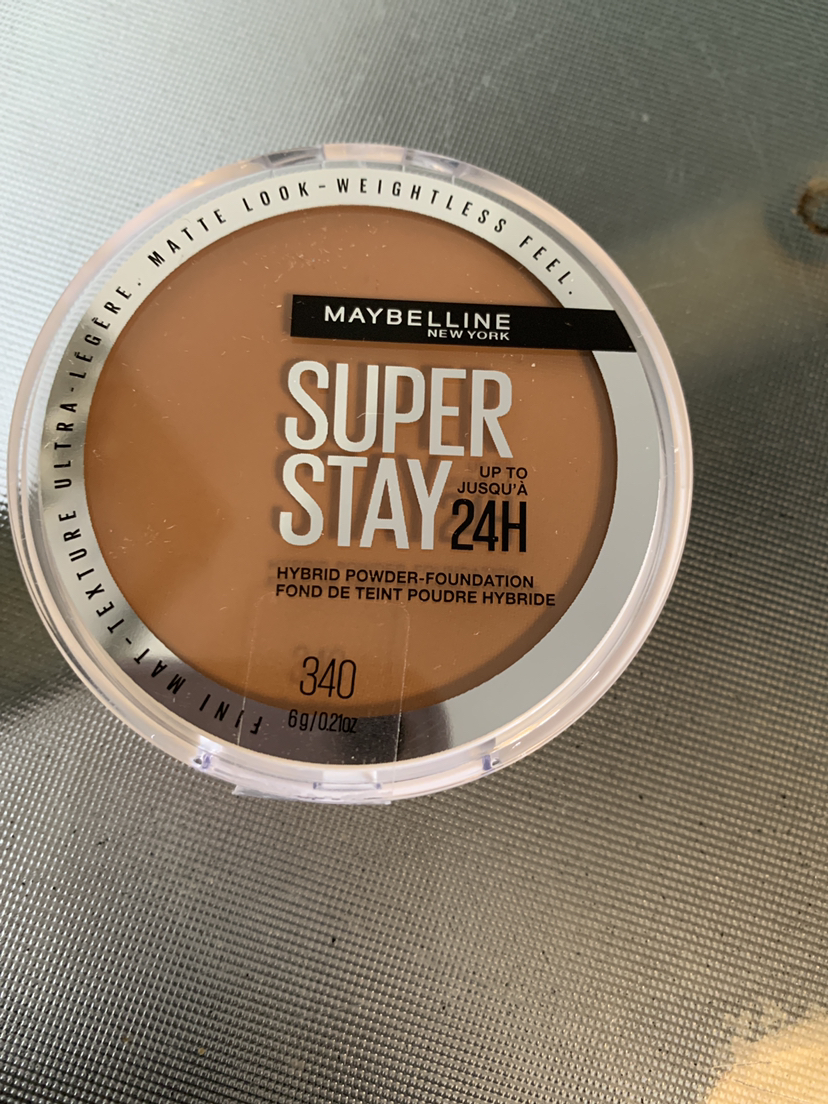 MATTE LOOK-WEIGHTLESS FEEL.
FINI MAT-TEXTURE ULTRA-LÉGÈRE.
MAYBELLINE
NEW YORK
SUPER
STAY
UP TO
JUSQU'À
24H
HYBRID POWDER-FOUNDATION
FOND DE TEINT POUDRE HYBRIDE
340
6 g / 0.21oz